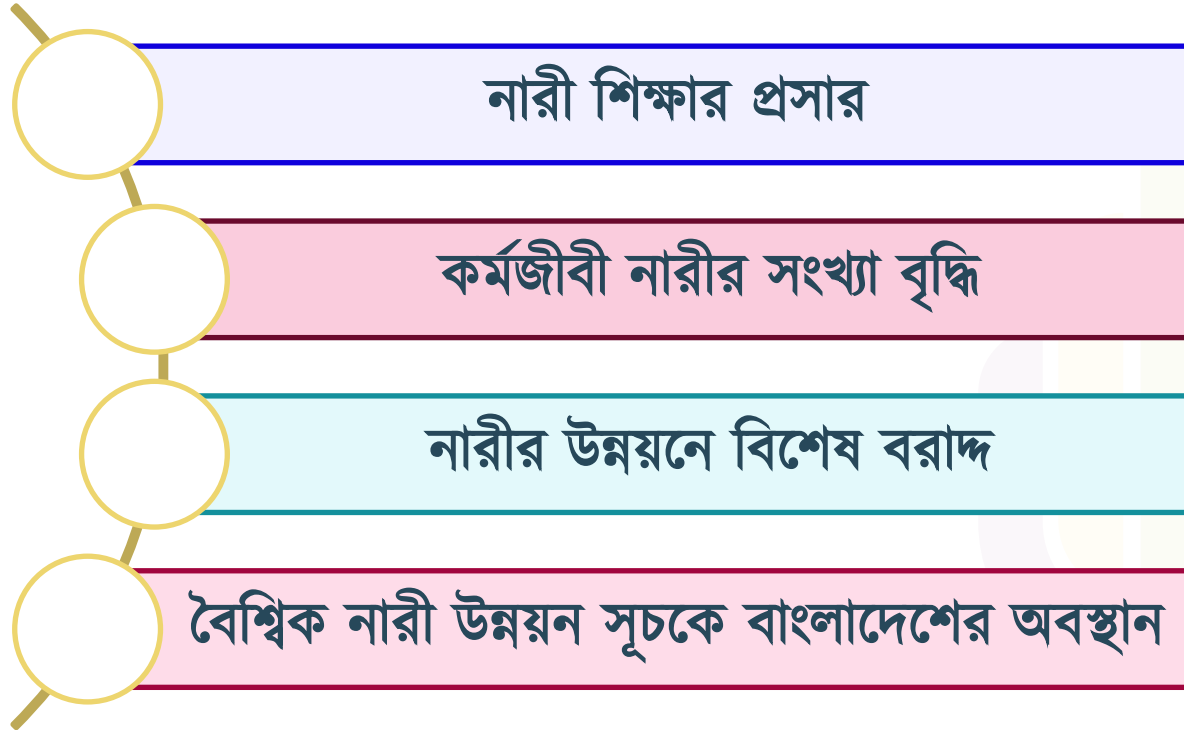 নারী শিক্ষার প্রসার
কর্মজীবী নারীর সংখ্যা বৃদ্ধি
নারীর উন্নয়নে বিশেষ বরাদ্দ
বৈশ্বিক নারী উন্নয়ন সূচকে বাংলাদেশের অবস্থান